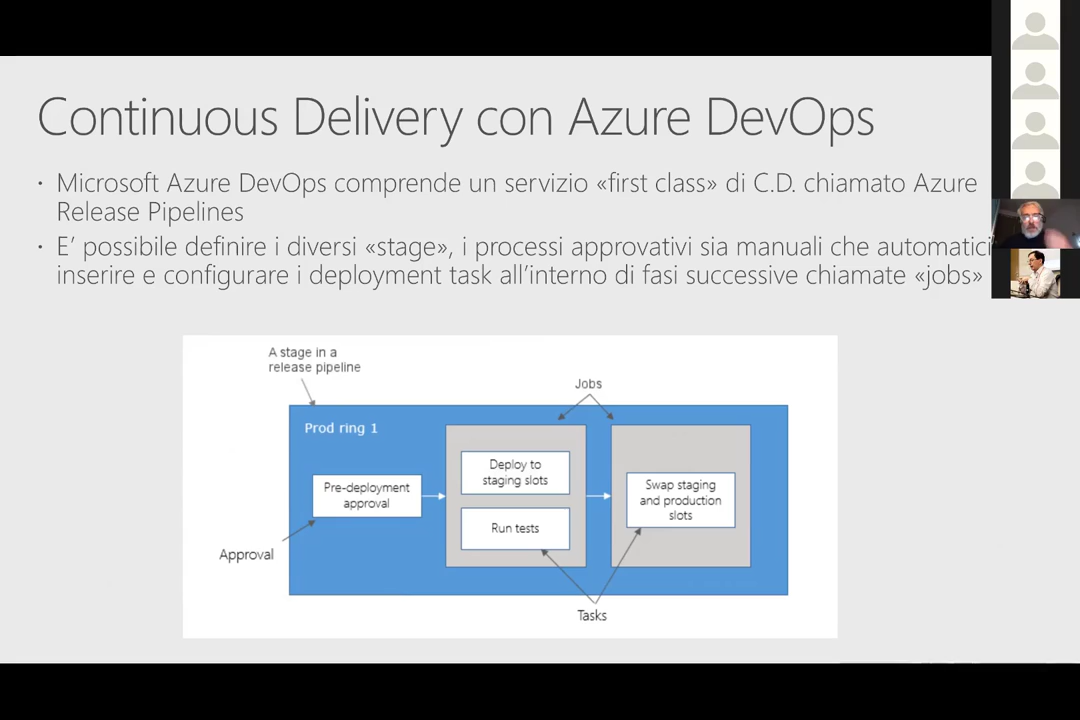 Continuous Delivery con Azure DevOps
• Microsoft Azure DevOps comprende un servizio «first class» di C.D. chiamato Azure
Release Pipelines
• E’ possibile definire i diversi «stage», i processi approvativi sia manuali che automatici
inserire e configurare i deployment task all’interno di fasi successive chiamate «jobs»
A stage in a
release pipeline
Jobs
Prod ring 1
Pre-deployment
approval
Deploy to
staging slots
Run tests
Swap staging
and production
slots
Approval
Tasks